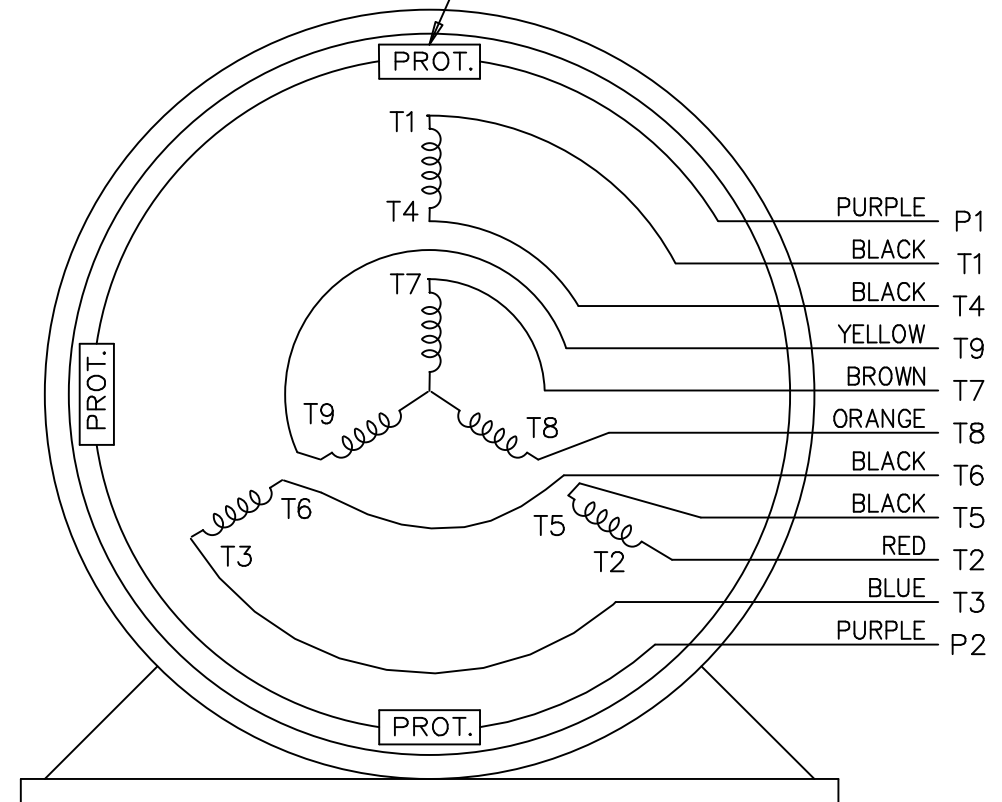 PROT.
T1
T4
T7
PURPLE P1
BLACK T1
BLACK T4
YELLOW T9
BROWN T7
PROT.
T9
T8
ORANGE T8
BLACK T6
T6
T5
BLACK T5
T3
T2
RED T2
BLUE T3
PURPLE P2
PROT.